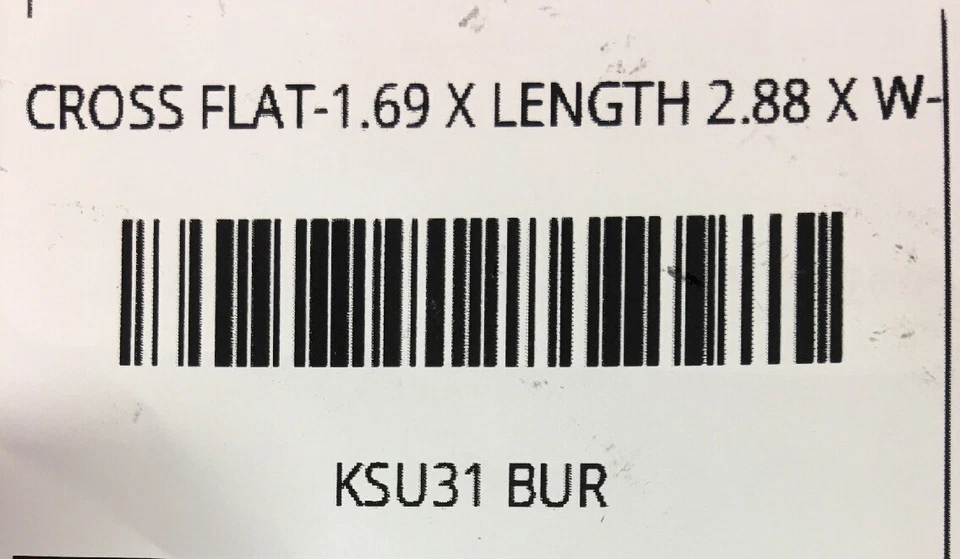 CROSS FLAT-1.69 X LENGTH 2.88 X W-
KSU31 BUR